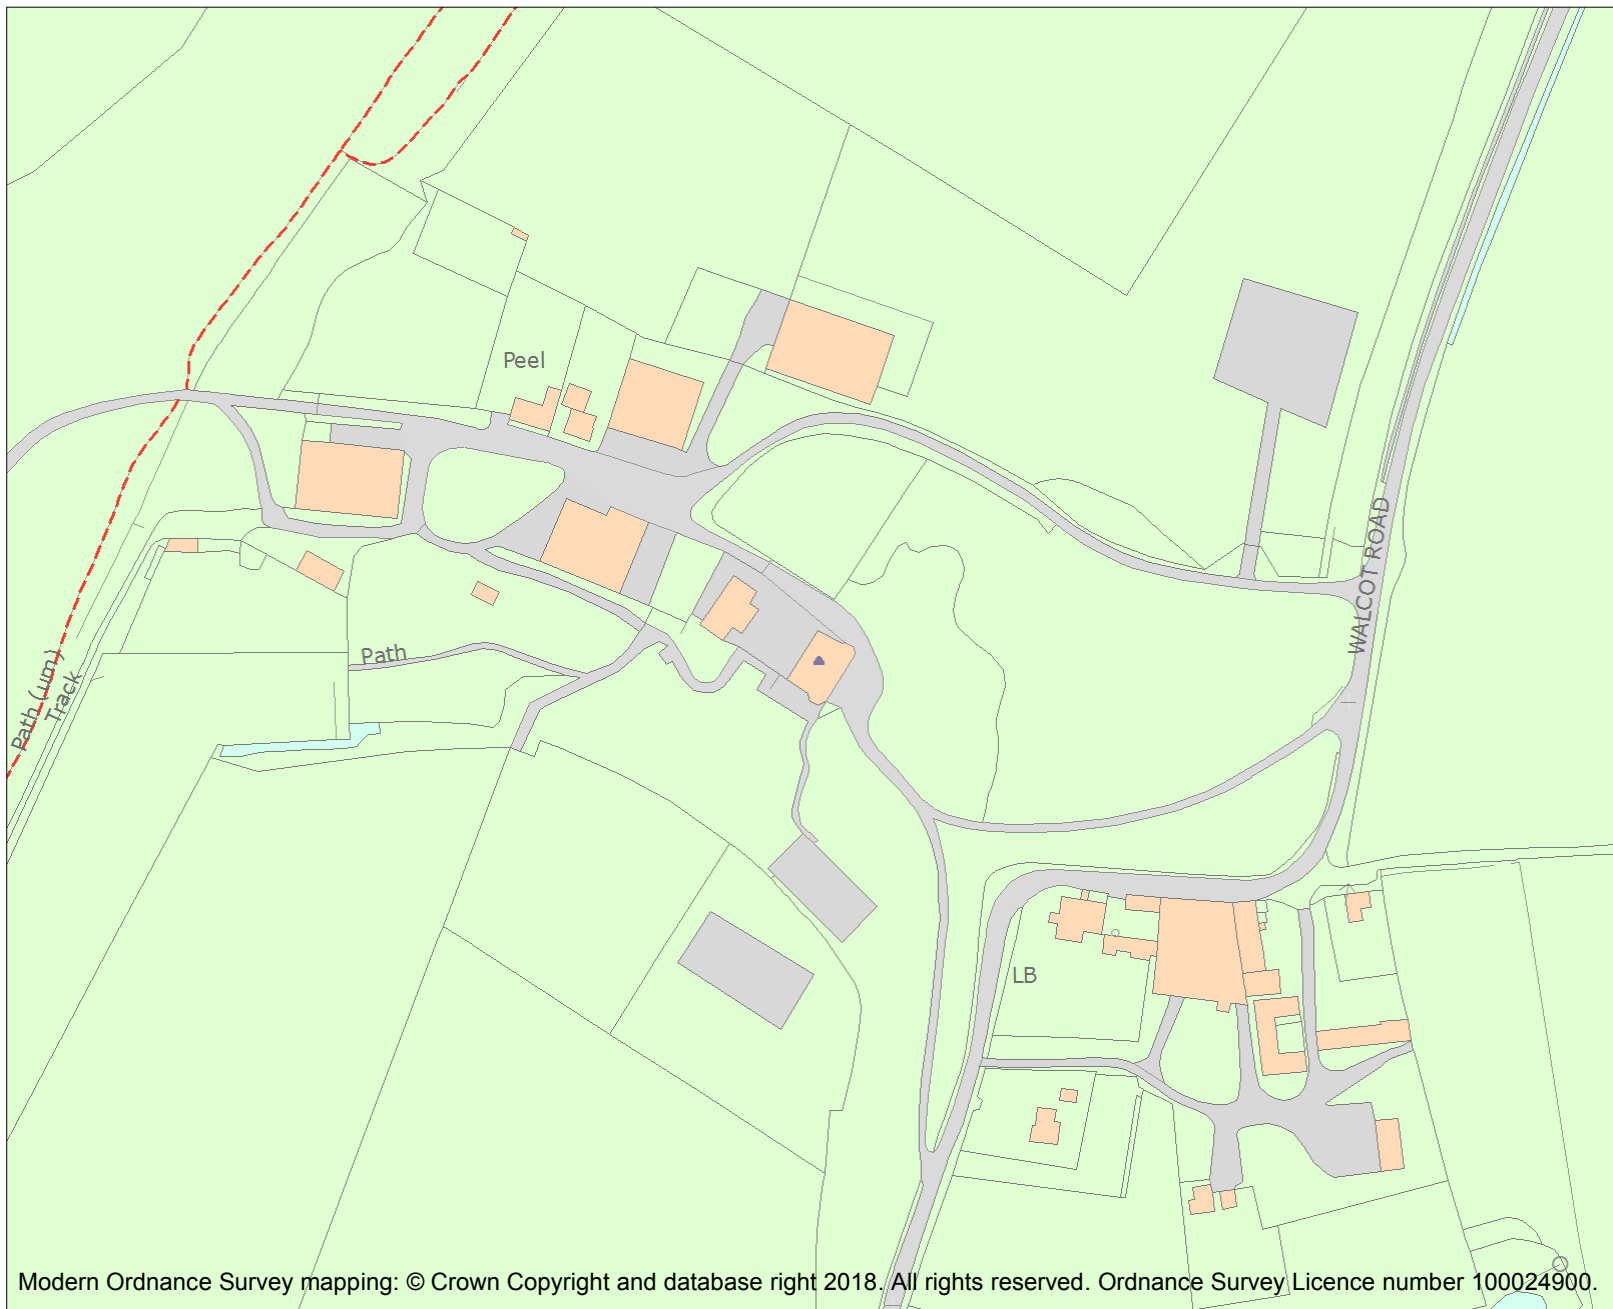 Peel
WALCOT ROAD
Path
Path (um)
Track
LB
Modern Ordnance Survey mapping: © Crown Copyright and database right 2018. All rights reserved. Ordnance Survey Licence number 100024900.